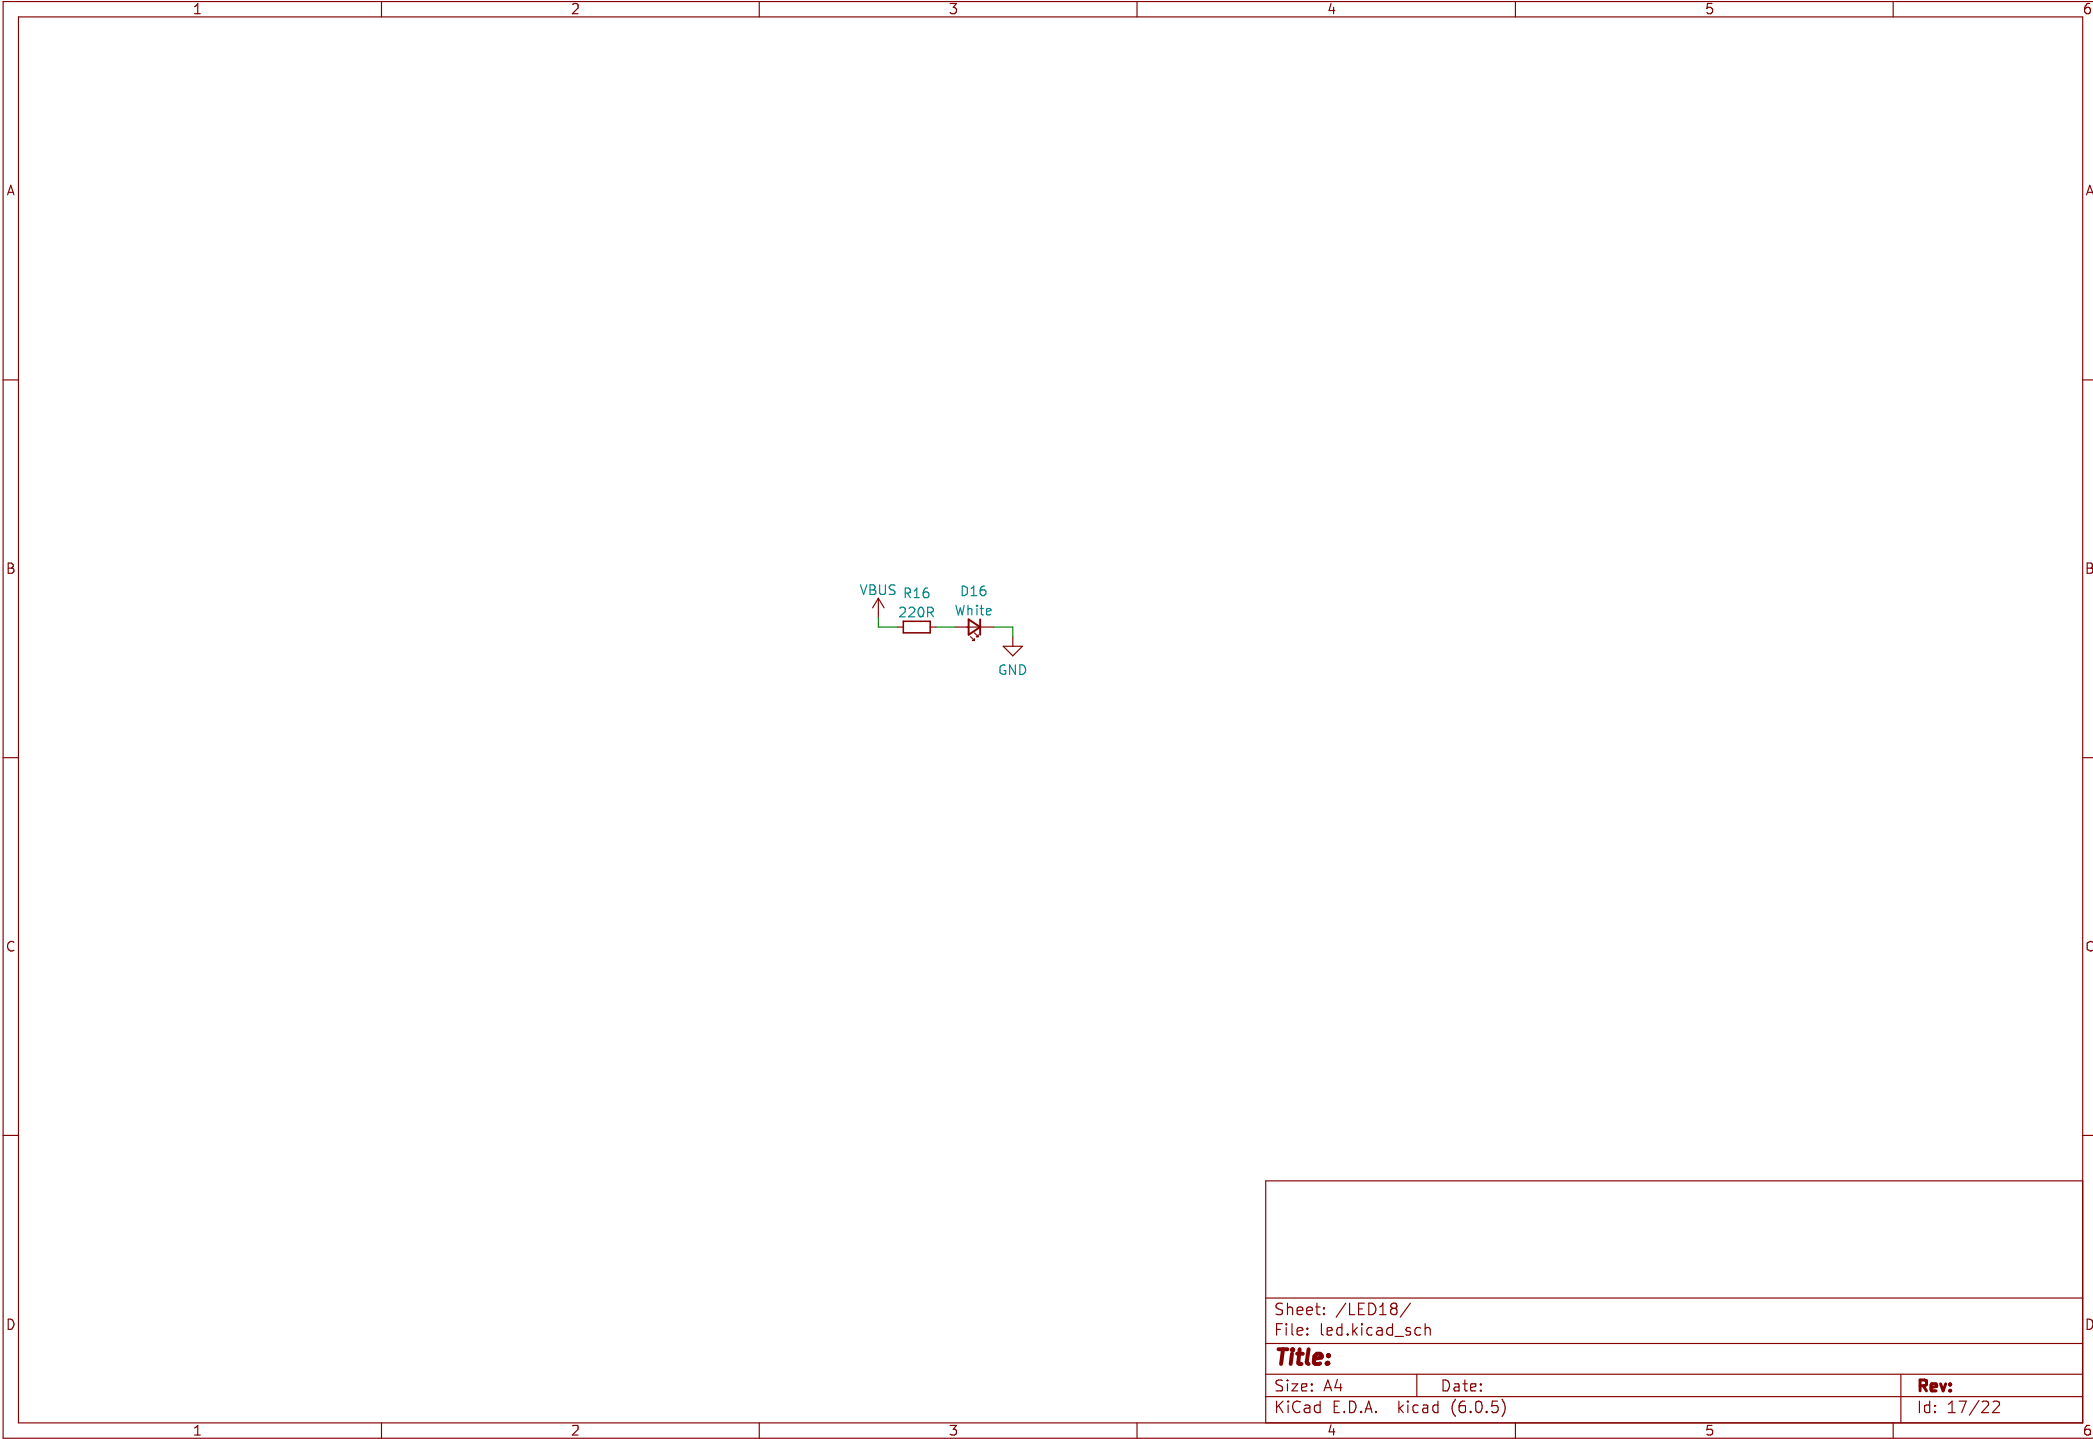 1 2 3 4 5 6
A A
B B
VBUS R16 D16
220R White
GND
C C
Sheet: /LED18/
File: led.kicad_sch
D D
Title:
Size: A4 Date: Rev:
KiCad E.D.A. kicad (6.0.5) Id: 17/22
1 2 3 4 5 6